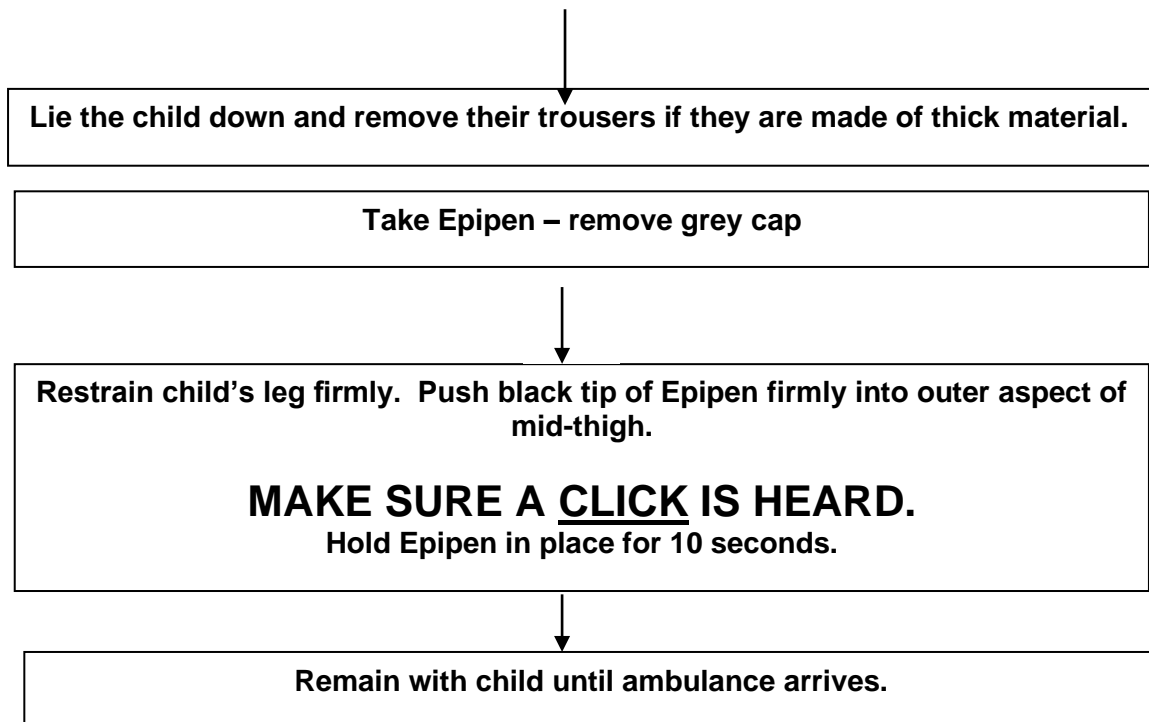 Lie the child down and remove their trousers if they are made of thick material.
Take Epipen – remove grey cap
Restrain child’s leg firmly.  Push black tip of Epipen firmly into outer aspect of
mid-thigh.
MAKE SURE A CLICK IS HEARD.
Hold Epipen in place for 10 seconds.
Remain with child until ambulance arrives.